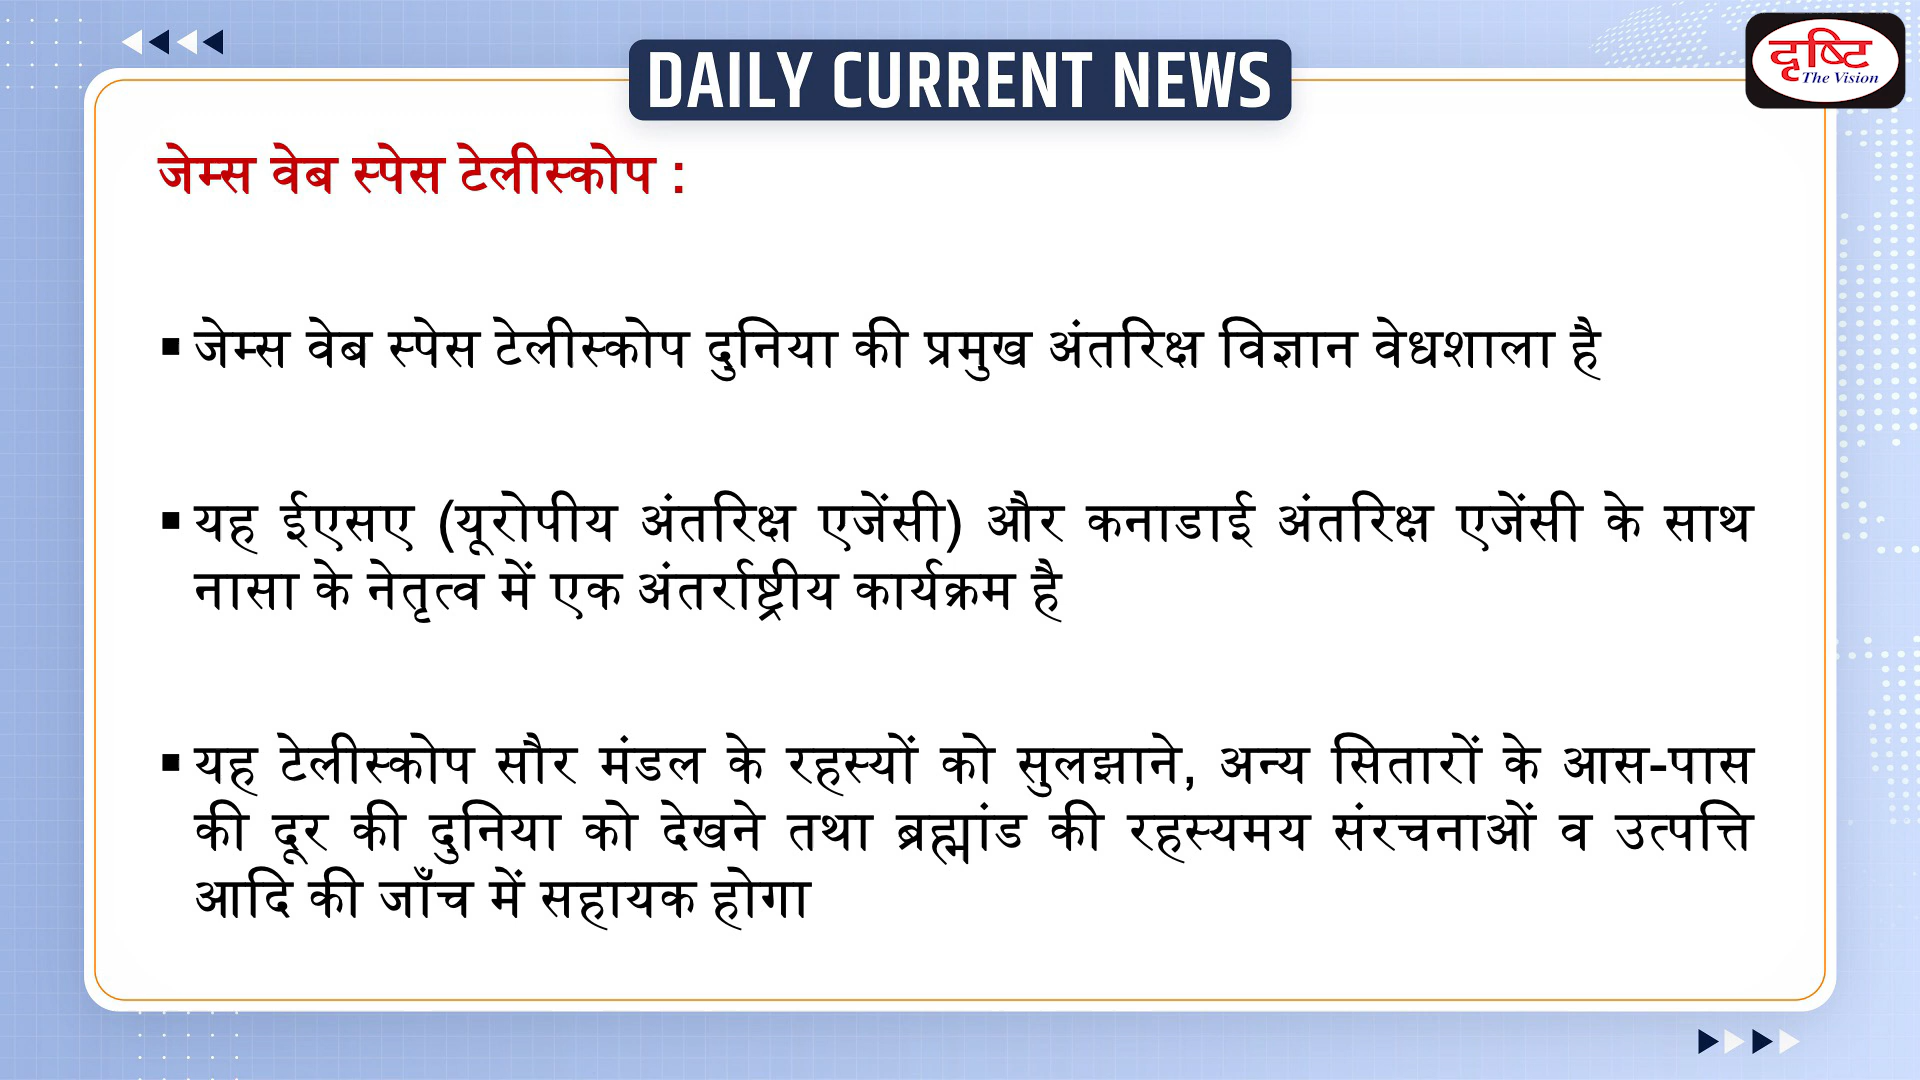 DAILY CURRENT NEWS
दृष्टि
The Vision
जेम्स वेब स्पेस टेलीस्कोप :
▪ जेम्स वेब स्पेस टेलीस्कोप दुनिया की प्रमुख अंतरिक्ष विज्ञान वेधशाला है
▪ यह ईएसए (यूरोपीय अंतरिक्ष एजेंसी) और कनाडाई अंतरिक्ष एजेंसी के साथ
नासा के नेतृत्व में एक अंतर्राष्ट्रीय कार्यक्रम है
▪ यह टेलीस्कोप सौर मंडल के रहस्यों को सुलझाने, अन्य सितारों के आस-पास
की दूर की दुनिया को देखने तथा ब्रह्मांड की रहस्यमय संरचनाओं व उत्पत्ति
आदि की जाँच में सहायक होगा